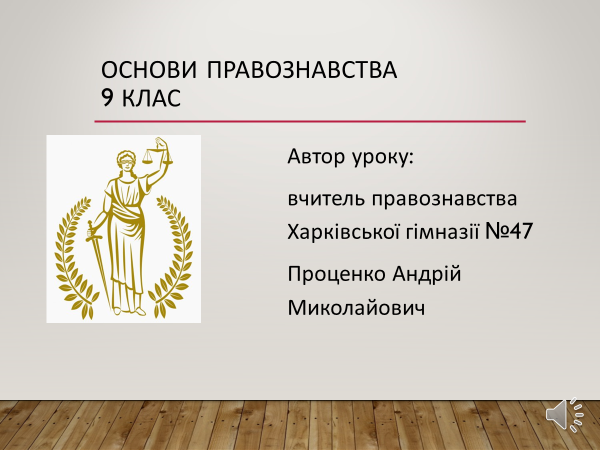 ОСНОВИ ПРАВОЗНАВСТВА
9 КЛАС
Автор уроку:
вчитель правознавства
Харківської гімназії №47
Проценко Андрій
Миколайович